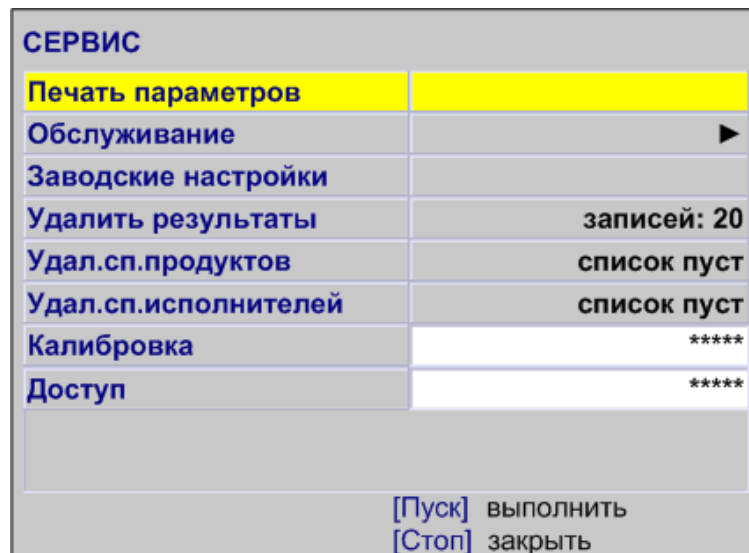 СЕРВИС
Печать параметров
Обслуживание ►
Заводские настройки
Удалить результаты записей: 20
Удал.сп.продуктов список пуст
Удал.сп.исполнителей список пуст
Калибровка *****
Доступ *****
[Пуск] выполнить
[Стоп] закрыть